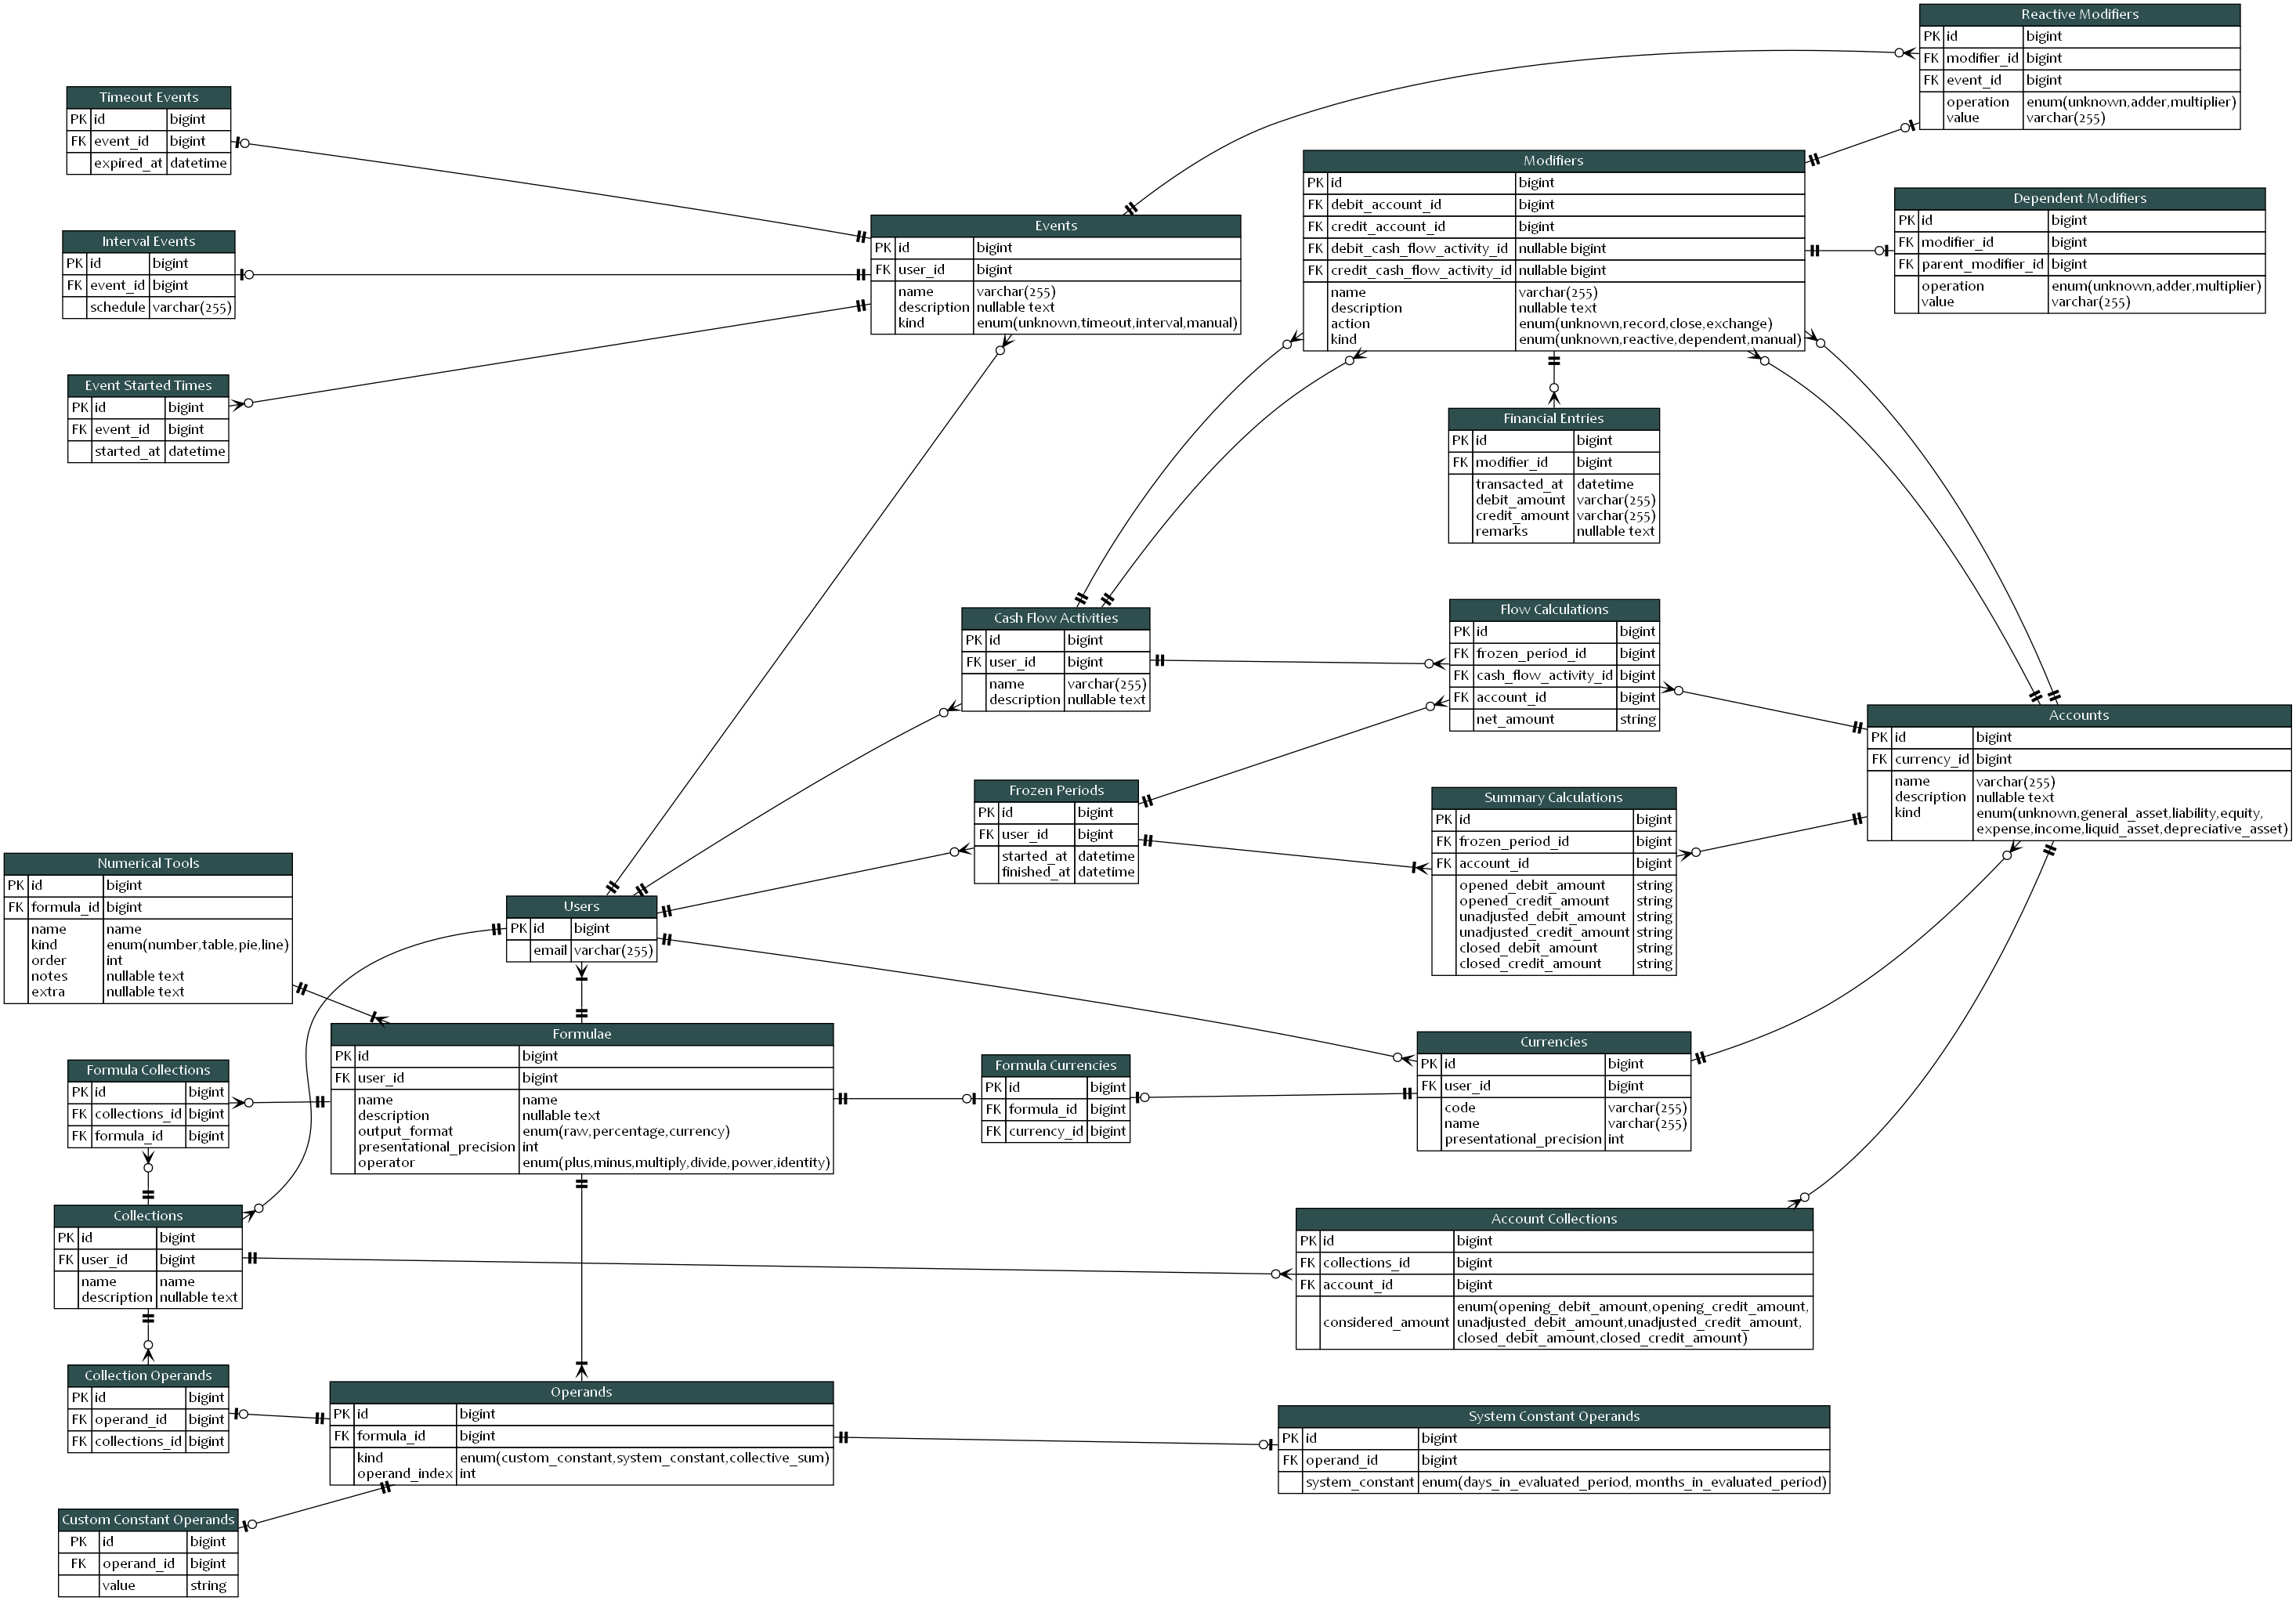 Reactive Modifiers
PK id bigint
FK modifier_id bigint
FK event_id bigint
operation enum(unknown,adder,multiplier)
value varchar(255)
Timeout Events
PK id bigint
FK event_id bigint
expired_at datetime
Modifiers
PK id bigint
FK debit_account_id bigint
FK credit_account_id bigint
FK debit_cash_flow_activity_id nullable bigint
FK credit_cash_flow_activity_id nullable bigint
name varchar(255)
description nullable text
action enum(unknown,record,close,exchange)
kind enum(unknown,reactive,dependent,manual)
Dependent Modifiers
PK id bigint
FK modifier_id bigint
FK parent_modifier_id bigint
operation enum(unknown,adder,multiplier)
value varchar(255)
Events
PK id bigint
FK user_id bigint
name varchar(255)
description nullable text
kind enum(unknown,timeout,interval,manual)
Interval Events
PK id bigint
FK event_id bigint
schedule varchar(255)
Event Started Times
PK id bigint
FK event_id bigint
started_at datetime
Financial Entries
PK id bigint
FK modifier_id bigint
transacted_at datetime
debit_amount varchar(255)
credit_amount varchar(255)
remarks nullable text
Cash Flow Activities
PK id bigint
FK user_id bigint
name varchar(255)
description nullable text
Flow Calculations
PK id bigint
FK frozen_period_id bigint
FK cash_flow_activity_id bigint
FK account_id bigint
net_amount string
Accounts
PK id bigint
FK currency_id bigint
name varchar(255)
description nullable text
kind enum(unknown,general_asset,liability,equity,
expense,income,liquid_asset,depreciative_asset)
Frozen Periods
PK id bigint
FK user_id bigint
started_at datetime
finished_at datetime
Summary Calculations
PK id bigint
FK frozen_period_id bigint
FK account_id bigint
opened_debit_amount string
opened_credit_amount string
unadjusted_debit_amount string
unadjusted_credit_amount string
closed_debit_amount string
closed_credit_amount string
Numerical Tools
PK id bigint
FK formula_id bigint
name name
kind enum(number,table,pie,line)
order int
notes nullable text
extra nullable text
Users
PK id bigint
email varchar(255)
Formulae
PK id bigint
FK user_id bigint
name name
description nullable text
output_format enum(raw,percentage,currency)
presentational_precision int
operator enum(plus,minus,multiply,divide,power,identity)
Formula Currencies
PK id bigint
FK formula_id bigint
FK currency_id bigint
Currencies
PK id bigint
FK user_id bigint
code varchar(255)
name varchar(255)
presentational_precision int
Formula Collections
PK id bigint
FK collections_id bigint
FK formula_id bigint
Collections
PK id bigint
FK user_id bigint
name name
description nullable text
Account Collections
PK id bigint
FK collections_id bigint
FK account_id bigint
considered_amount enum(opening_debit_amount,opening_credit_amount,
unadjusted_debit_amount,unadjusted_credit_amount,
closed_debit_amount,closed_credit_amount)
Collection Operands
PK id bigint
FK operand_id bigint
FK collections_id bigint
Operands
PK id bigint
FK formula_id bigint
kind enum(custom_constant,system_constant,collective_sum)
operand_index int
System Constant Operands
PK id bigint
FK operand_id bigint
system_constant enum(days_in_evaluated_period, months_in_evaluated_period)
Custom Constant Operands
PK id bigint
FK operand_id bigint
value string